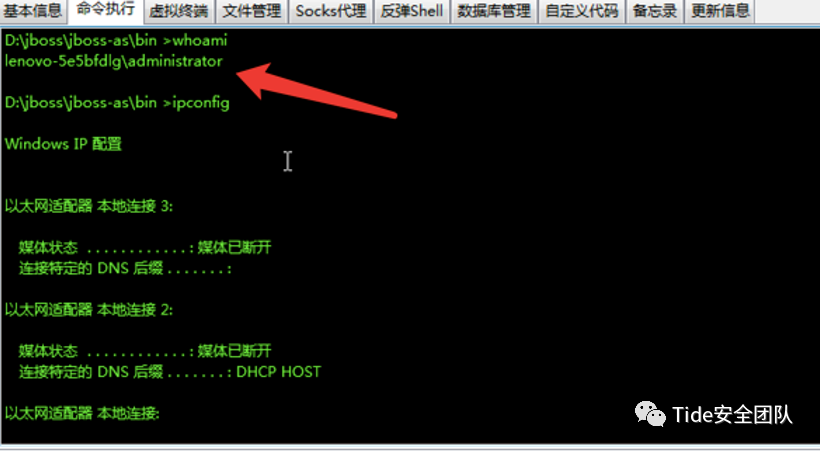 基本信息 命令执行 虚拟终端 文件管理 Socks代理 反弹Shell 数据库管理 自定义代码 备忘录 更新信息
D:\jboss\jboss-as\bin >whoami
lenovo-5e5bfdlg\administrator
D:\jboss\jboss-as\bin >ipconfig
Windows IP 配置
以太网适配器 本地连接 3:
媒体状态 . . . . . . . . . . . . : 媒体已断开
连接特定的 DNS 后缀 . . . . . . . :
以太网适配器 本地连接 2:
媒体状态 . . . . . . . . . . . . : 媒体已断开
连接特定的 DNS 后缀 . . . . . . . : DHCP HOST
以太网适配器 本地连接:
Tide安全团队